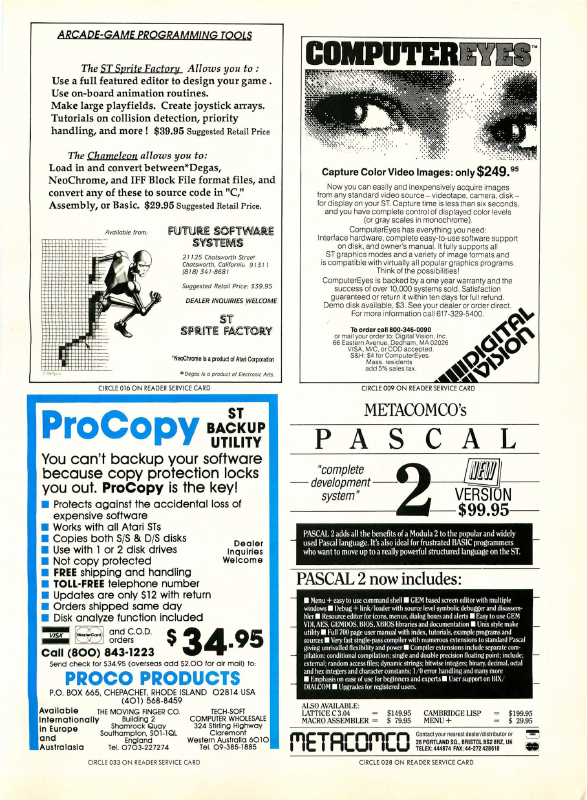 ARCADE-GAME PROGRAMMING TOOLS
The ST Sprite Factory Allows you to :
Use a full featured editor to design your game .
Use on-board animation routines.
Make large playfields. Create joystick arrays.
Tutorials on collision detection, priority
handling, and more ! $39.95 Suggested Retail Price
The Chameleon allows you to:
Load in and convert between*Degas,
NeoChrome, and IFF Block File format files, and
convert any of these to source code in "C,"
Assembly, or Basic. $29.95 Suggested Retail Price.
Available from:
FUTURE SOFTWARE
SYSTEMS
21125 Chatsworth Street
Chatsworth, California 91311
(818) 341-8681
Suggested Retail Price: $39.95
DEALER INQUIRIES WELCOME
ST
SPRITE FACTORY
*NeoChrome is a product of Atari Corporation
*Degas is a product of Electronic Arts.
CIRCLE 016 ON READER SERVICE CARD
COMPUTEREYES™
Capture Color Video Images: only $249.95
Now you can easily and inexpensively acquire images
from any standard video source – videotape, camera, disk –
for display on your ST. Capture time is less than six seconds,
and you have complete control of displayed color levels
(or gray scales in monochrome).
ComputerEyes has everything you need:
Interface hardware, complete easy-to-use software support
on disk, and owner's manual. It fully supports all
ST graphics modes and a variety of image formats and
is compatible with virtually all popular graphics programs.
Think of the possibilities!
ComputerEyes is backed by a one year warranty and the
success of over 10,000 systems sold. Satisfaction
guaranteed or return it within ten days for full refund.
Demo disk available, $3. See your dealer or order direct.
For more information call 617-329-5400.
To order call 800-346-0090
or mail your order to: Digital Vision, Inc.
66 Eastern Avenue, Dedham, MA 02026
VISA, M/C, or COD accepted.
S&H: $4 for ComputerEyes.
Mass. residents
add 5% sales tax.
DIGITAL
VISION
CIRCLE 009 ON READER SERVICE CARD
ProCopy
ST
BACKUP
UTILITY
You can't backup your software
because copy protection locks
you out. ProCopy is the key!
■ Protects against the accidental loss of
expensive software
■ Works with all Atari STs
■ Copies both S/S & D/S disks
■ Use with 1 or 2 disk drives
■ Not copy protected
■ FREE shipping and handling
■ TOLL-FREE telephone number
■ Updates are only $12 with return
■ Orders shipped same day
■ Disk analyze function included
Dealer
Inquiries
Welcome
VISA MasterCard and C.O.D.
orders
$34.95
Call (800) 843-1223
Send check for $34.95 (overseas add $2.00 for air mail) to:
PROCO PRODUCTS
P.O. BOX 665, CHEPACHET, RHODE ISLAND 02814 USA
(401) 568-8459
Available
Internationally
in Europe
and
Australasia
THE MOVING FINGER CO.
Building 2
Shamrock Quay
Southampton, SO1-1QL
England
Tel. 0703-227274
TECH-SOFT
COMPUTER WHOLESALE
324 Stirling Highway
Claremont
Western Australia 6010
Tel. 09-385-1885
CIRCLE 033 ON READER SERVICE CARD
METACOMCO's
PASCAL
"complete
development
system"
2
NEW
VERSION
$99.95
PASCAL 2 adds all the benefits of a Modula 2 to the popular and widely
used Pascal language. It's also ideal for frustrated BASIC programmers
who want to move up to a really powerful structured language on the ST.
PASCAL 2 now includes:
■ Menu + easy to use command shell ■ GEM based screen editor with multiple
windows ■ Debug + link/loader with source level symbolic debugger and disassem-
bler ■ Resource editor for icons, menus, dialog boxes and alerts ■ Easy to use GEM
VDI, AES, GEMDOS, BIOS, XBIOS libraries and documentation ■ Unix style make
utility ■ Full 700 page user manual with index, tutorials, example programs and
sources ■ Very fast single-pass compiler with numerous extensions to standard Pascal
giving unrivalled flexibility and power ■ Compiler extensions include separate com-
pilation; conditional compilation; single and double precision floating point; include;
external; random access files; dynamic strings; bitwise integers; binary, decimal, octal
and hex integers and character constants; I/0 error handling and many more
■ Emphasis on ease of use for beginners and experts ■ User support on BIX/
DIALCOM ■ Upgrades for registered users.
ALSO AVAILABLE:
LATTICE C 3.04 = $149.95 CAMBRIDGE LISP = $199.95
MACRO ASSEMBLER = $ 79.95 MENU + = $ 29.95
METACOMCO
Contact your nearest dealer/distributor or
26 PORTLAND SQ., BRISTOL BS2 8RZ, UK
TELEX: 444874 FAX: 44-272 428618
CIRCLE 028 ON READER SERVICE CARD